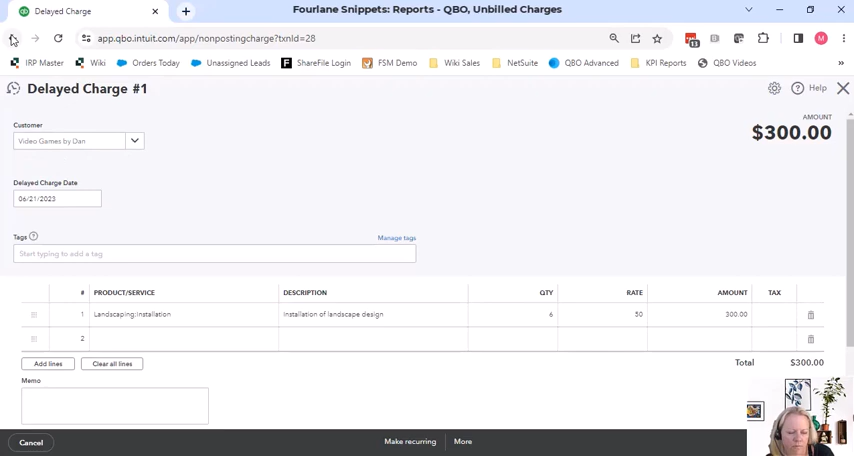 Delayed Charge
Fourlane Snippets: Reports - QBO, Unbilled Charges
app.qbo.intuit.com/app/nonpostingcharge?txnId=28
13
M
IRP Master
Wiki
Orders Today
Unassigned Leads
F
ShareFile Login
FSM Demo
Wiki Sales
NetSuite
QBO Advanced
KPI Reports
QBO Videos
»
Delayed Charge #1
Help
Customer
AMOUNT
$300.00
Video Games by Dan
Delayed Charge Date
06/21/2023
Tags ?
Manage tags
Start typing to add a tag
# PRODUCT/SERVICE DESCRIPTION QTY RATE AMOUNT TAX
1 Landscaping:Installation Installation of landscape design 6 50 300.00
2
Add lines
Clear all lines
Total $300.00
Memo
Cancel
Make recurring
More